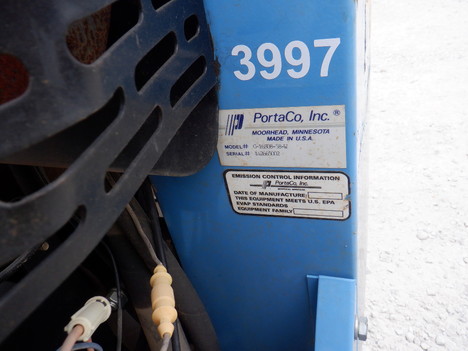 3997
PortaCo, Inc.®
MOORHEAD, MINNESOTA
MADE IN U.S.A.
MODEL#
SERIAL#
EMISSION CONTROL INFORMATION
PortaCo, Inc.
DATE OF MANUFACTURE:
THIS EQUIPMENT MEETS U.S. EPA
EVAP STANDARDS
EQUIPMENT FAMILY: